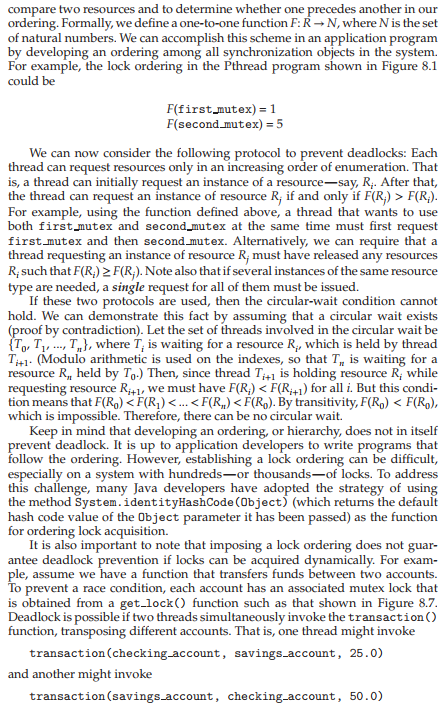 compare two resources and to determine whether one precedes another in our
ordering. Formally, we define a one-to-one function F: R → N, where N is the set
of natural numbers. We can accomplish this scheme in an application program
by developing an ordering among all synchronization objects in the system.
For example, the lock ordering in the Pthread program shown in Figure 8.1
could be
F(first_mutex) = 1
F(second_mutex) = 5
We can now consider the following protocol to prevent deadlocks: Each
thread can request resources only in an increasing order of enumeration. That
is, a thread can initially request an instance of a resource—say, Ri. After that,
the thread can request an instance of resource Rj if and only if F(Rj) > F(Ri).
For example, using the function defined above, a thread that wants to use
both first_mutex and second_mutex at the same time must first request
first_mutex and then second_mutex. Alternatively, we can require that a
thread requesting an instance of resource Rj must have released any resources
Ri such that F(Ri) ≥ F(Rj). Note also that if several instances of the same resource
type are needed, a single request for all of them must be issued.
If these two protocols are used, then the circular-wait condition cannot
hold. We can demonstrate this fact by assuming that a circular wait exists
(proof by contradiction). Let the set of threads involved in the circular wait be
{T0, T1, ..., Tn}, where Ti is waiting for a resource Ri, which is held by thread
Ti+1. (Modulo arithmetic is used on the indexes, so that Tn is waiting for a
resource Rn held by T0.) Then, since thread Ti+1 is holding resource Ri while
requesting resource Ri+1, we must have F(Ri) < F(Ri+1) for all i. But this condi-
tion means that F(R0) < F(R1) < ... < F(Rn) < F(R0). By transitivity, F(R0) < F(R0),
which is impossible. Therefore, there can be no circular wait.
Keep in mind that developing an ordering, or hierarchy, does not in itself
prevent deadlock. It is up to application developers to write programs that
follow the ordering. However, establishing a lock ordering can be difficult,
especially on a system with hundreds—or thousands—of locks. To address
this challenge, many Java developers have adopted the strategy of using
the method System.identityHashCode(Object) (which returns the default
hash code value of the Object parameter it has been passed) as the function
for ordering lock acquisition.
It is also important to note that imposing a lock ordering does not guar-
antee deadlock prevention if locks can be acquired dynamically. For exam-
ple, assume we have a function that transfers funds between two accounts.
To prevent a race condition, each account has an associated mutex lock that
is obtained from a get_lock() function such as that shown in Figure 8.7.
Deadlock is possible if two threads simultaneously invoke the transaction()
function, transposing different accounts. That is, one thread might invoke
transaction(checking_account, savings_account, 25.0)
and another might invoke
transaction(savings_account, checking_account, 50.0)